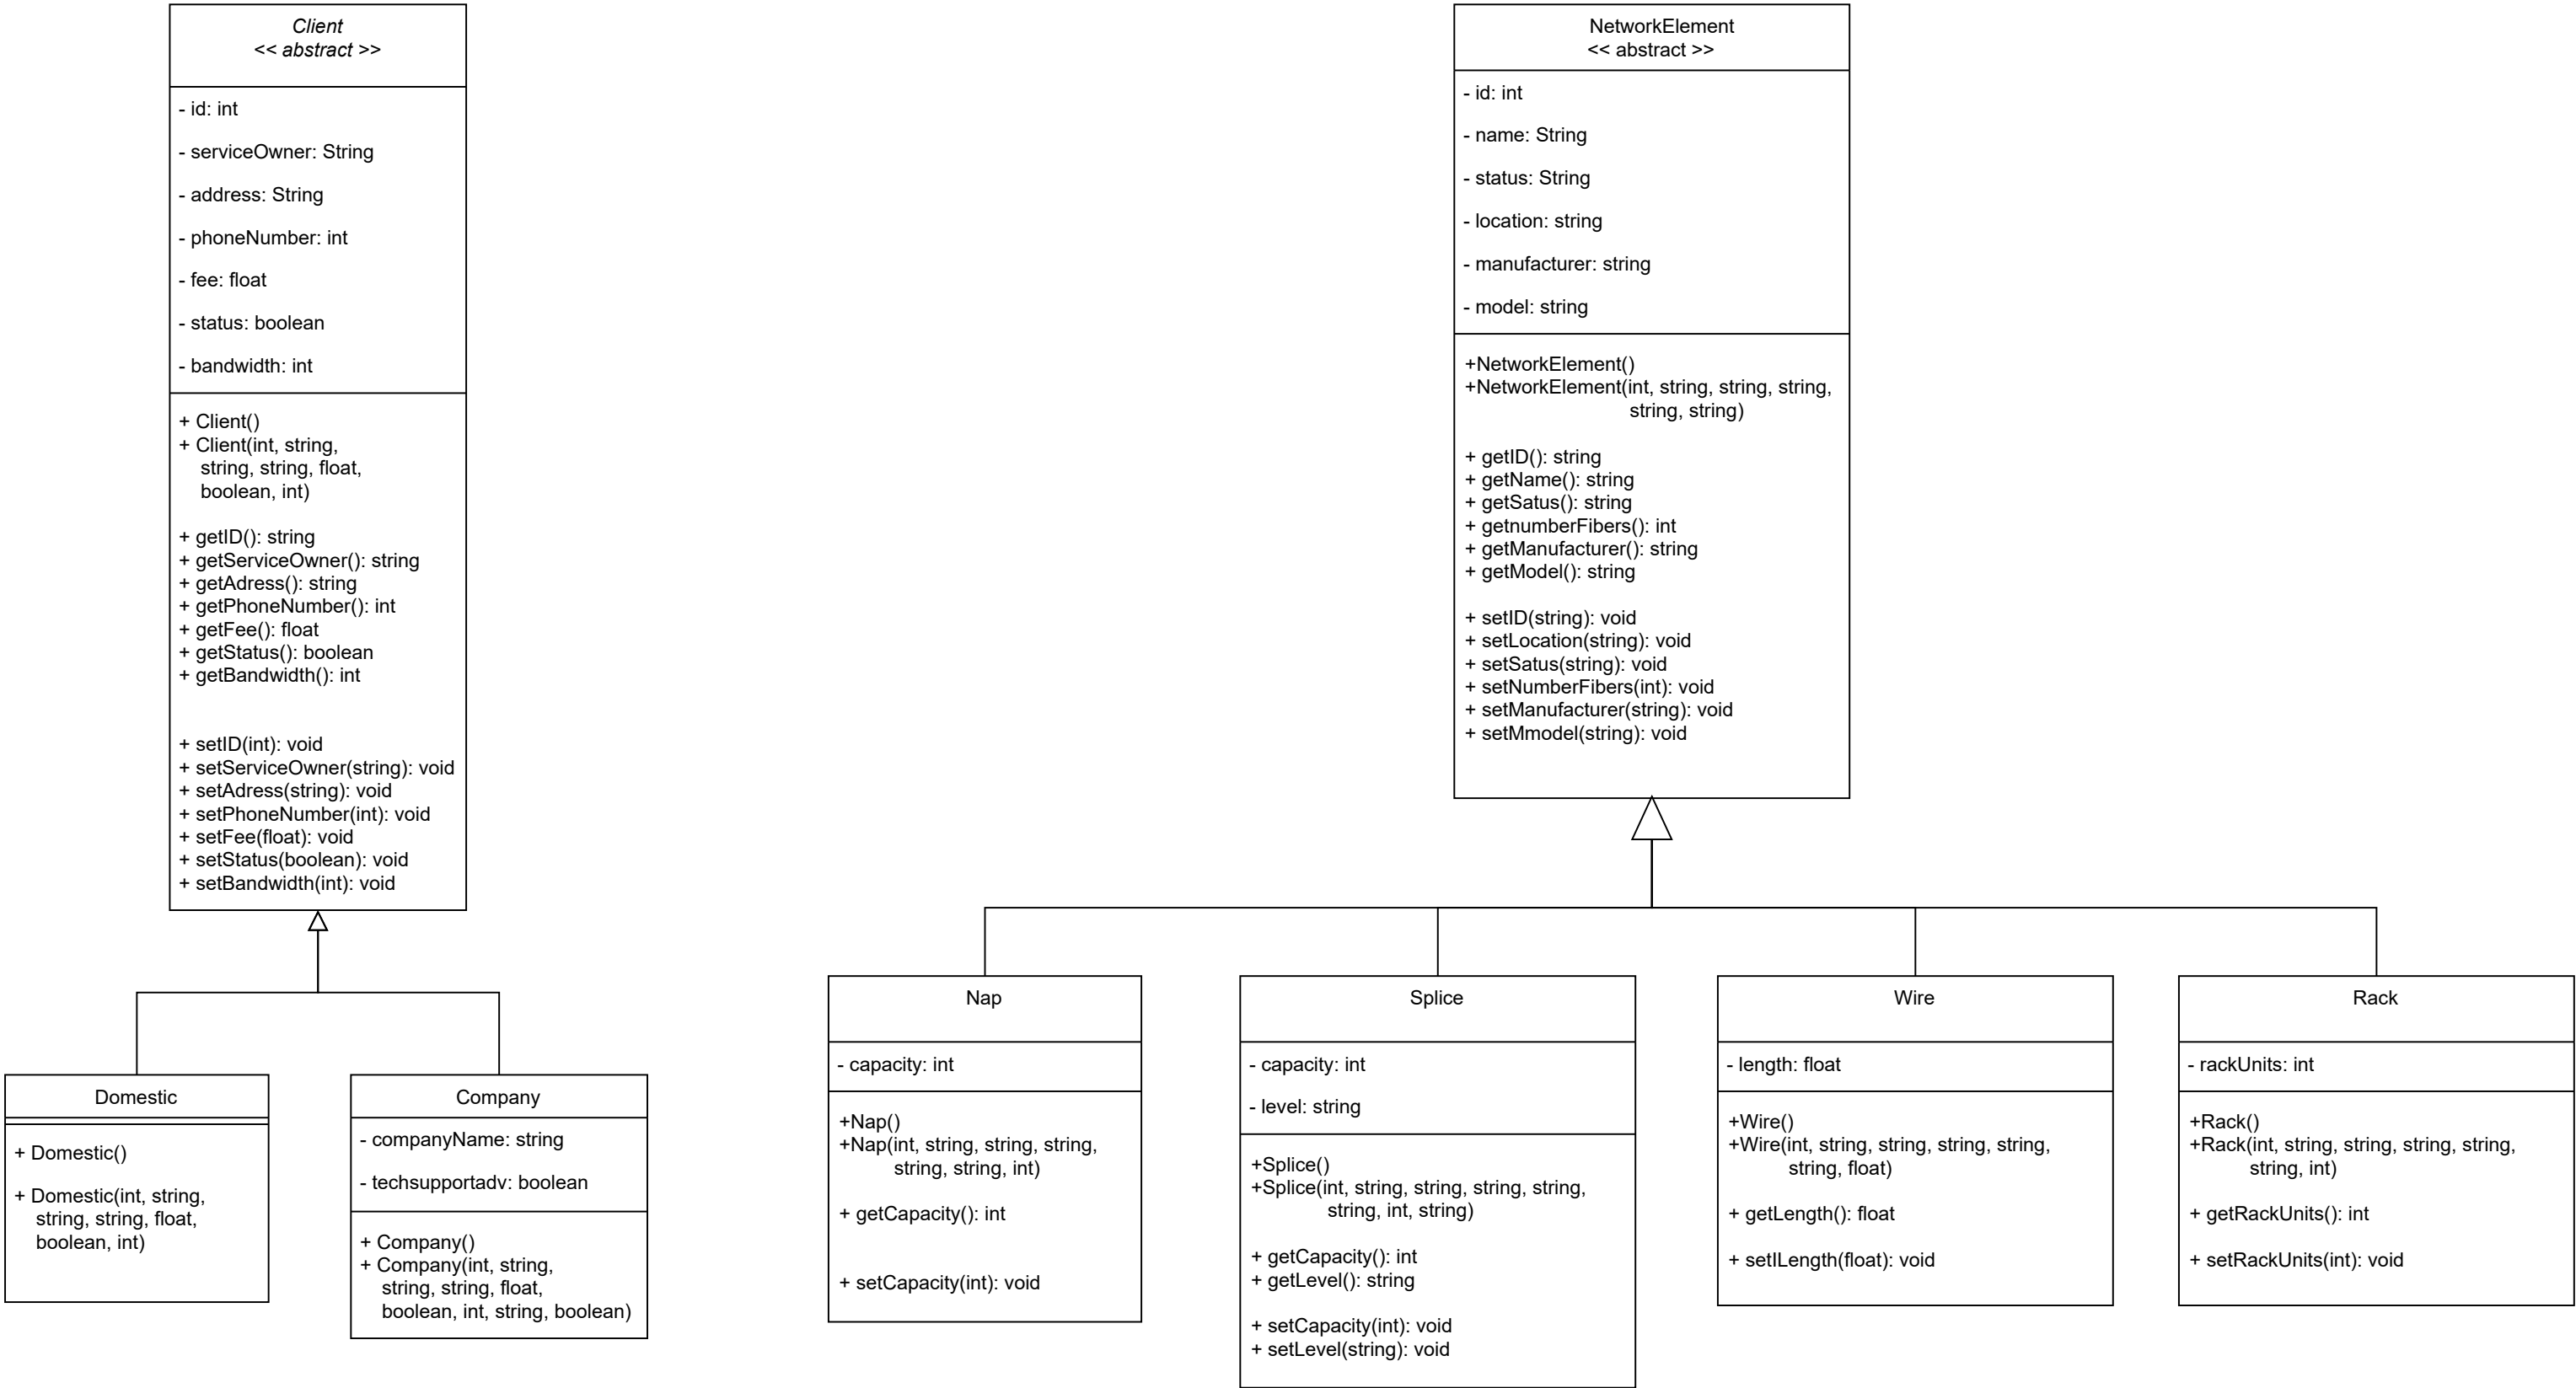 Client
<< abstract >>
- id: int
- serviceOwner: String
- address: String
- phoneNumber: int
- fee: float
- status: boolean
- bandwidth: int
+ Client()
+ Client(int, string,
string, string, float,
boolean, int)
+ getID(): string
+ getServiceOwner(): string
+ getAdress(): string
+ getPhoneNumber(): int
+ getFee(): float
+ getStatus(): boolean
+ getBandwidth(): int
+ setID(int): void
+ setServiceOwner(string): void
+ setAdress(string): void
+ setPhoneNumber(int): void
+ setFee(float): void
+ setStatus(boolean): void
+ setBandwidth(int): void
Domestic
+ Domestic()
+ Domestic(int, string,
string, string, float,
boolean, int)
Company
- companyName: string
- techsupportadv: boolean
+ Company()
+ Company(int, string,
string, string, float,
boolean, int, string, boolean)
NetworkElement
<< abstract >>
- id: int
- name: String
- status: String
- location: string
- manufacturer: string
- model: string
+NetworkElement()
+NetworkElement(int, string, string, string,
string, string)
+ getID(): string
+ getName(): string
+ getSatus(): string
+ getnumberFibers(): int
+ getManufacturer(): string
+ getModel(): string
+ setID(string): void
+ setLocation(string): void
+ setSatus(string): void
+ setNumberFibers(int): void
+ setManufacturer(string): void
+ setMmodel(string): void
Nap
- capacity: int
+Nap()
+Nap(int, string, string, string,
string, string, int)
+ getCapacity(): int
+ setCapacity(int): void
Splice
- capacity: int
- level: string
+Splice()
+Splice(int, string, string, string, string,
string, int, string)
+ getCapacity(): int
+ getLevel(): string
+ setCapacity(int): void
+ setLevel(string): void
Wire
- length: float
+Wire()
+Wire(int, string, string, string, string,
string, float)
+ getLength(): float
+ setILength(float): void
Rack
- rackUnits: int
+Rack()
+Rack(int, string, string, string, string,
string, int)
+ getRackUnits(): int
+ setRackUnits(int): void